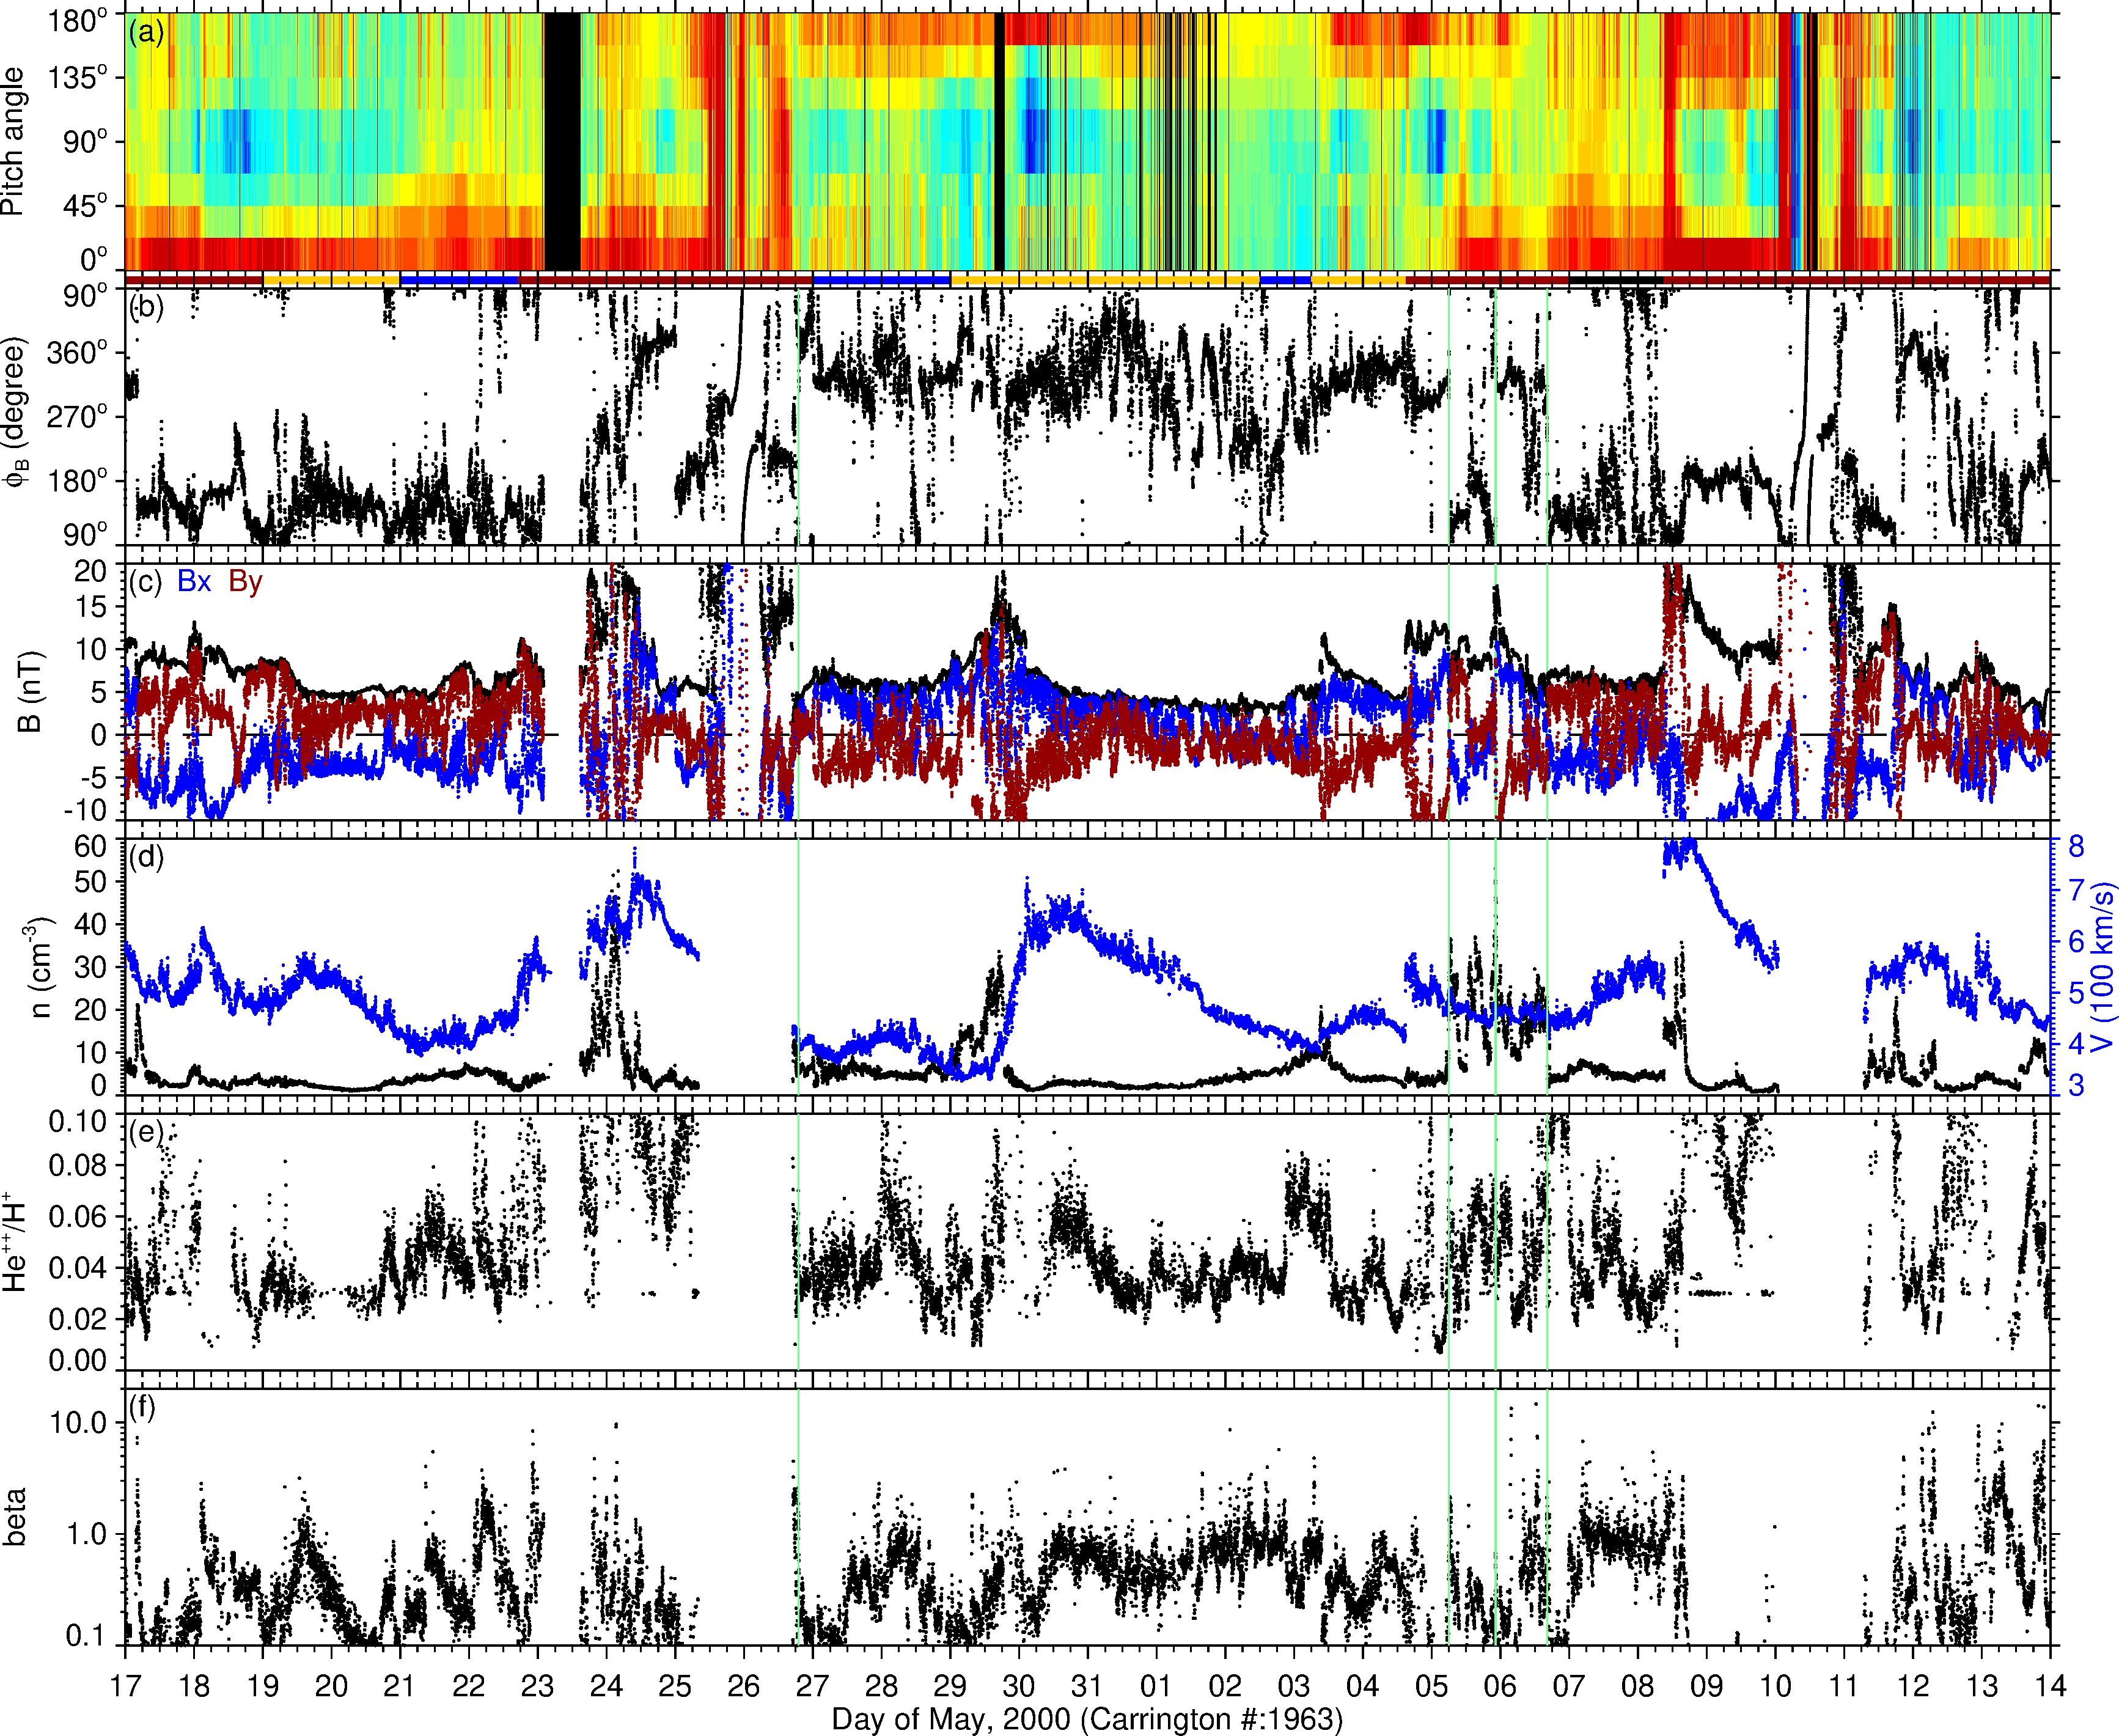 180°
(a)
135°
90°
45°
0°
Pitch angle
90°
(b)
360°
270°
180°
90°
ϕB (degree)
20
(c) Bx By
15
10
5
0
-5
-10
B (nT)
60
(d)
50
40
30
20
10
0
n (cm-3)
8
7
6
5
4
3
V (100 km/s)
0.10
(e)
0.08
0.06
0.04
0.02
0.00
He++/H+
(f)
10.0
1.0
0.1
beta
17 18 19 20 21 22 23 24 25 26 27 28 29 30 31 01 02 03 04 05 06 07 08 09 10 11 12 13 14
Day of May, 2000 (Carrington #:1963)